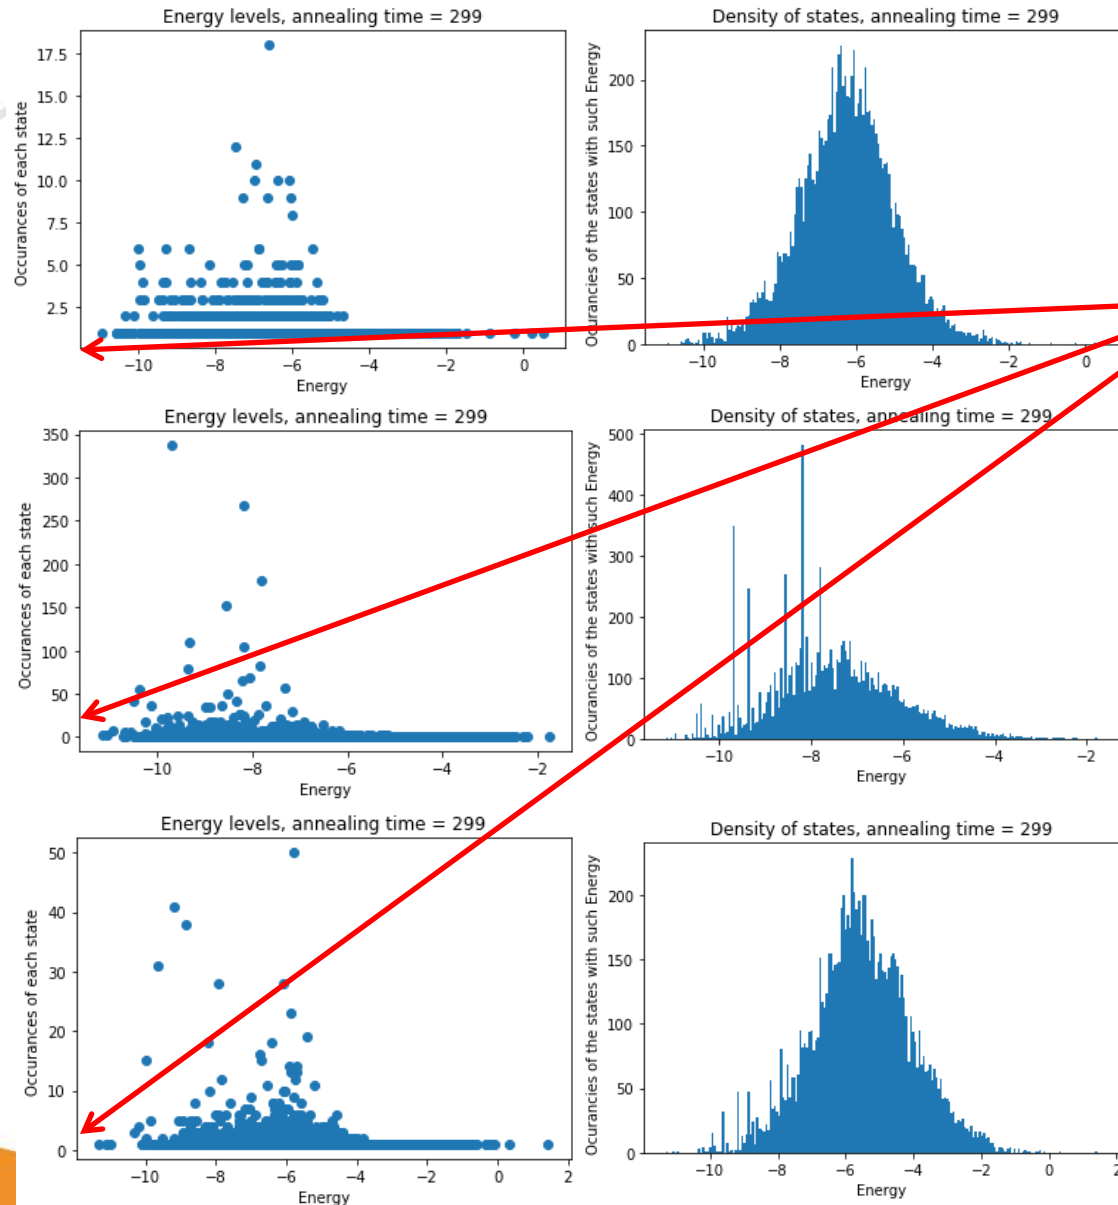 Energy levels, annealing time = 299
Occurances of each state
17.5
15.0
12.5
10.0
7.5
5.0
2.5
−10 −8 −6 −4 −2 0
Energy
Density of states, annealing time = 299
Ocurancies of the states with such Energy
200
150
100
50
0
−10 −8 −6 −4 −2 0
Energy
Energy levels, annealing time = 299
Occurances of each state
350
300
250
200
150
100
50
0
−10 −8 −6 −4 −2
Energy
Density of states, annealing time = 299
Ocurancies of the states with such Energy
500
400
300
200
100
0
−10 −8 −6 −4 −2
Energy
Energy levels, annealing time = 299
Occurances of each state
50
40
30
20
10
0
−10 −8 −6 −4 −2 0 2
Energy
Density of states, annealing time = 299
Ocurancies of the states with such Energy
200
150
100
50
0
−10 −8 −6 −4 −2 0 2
Energy